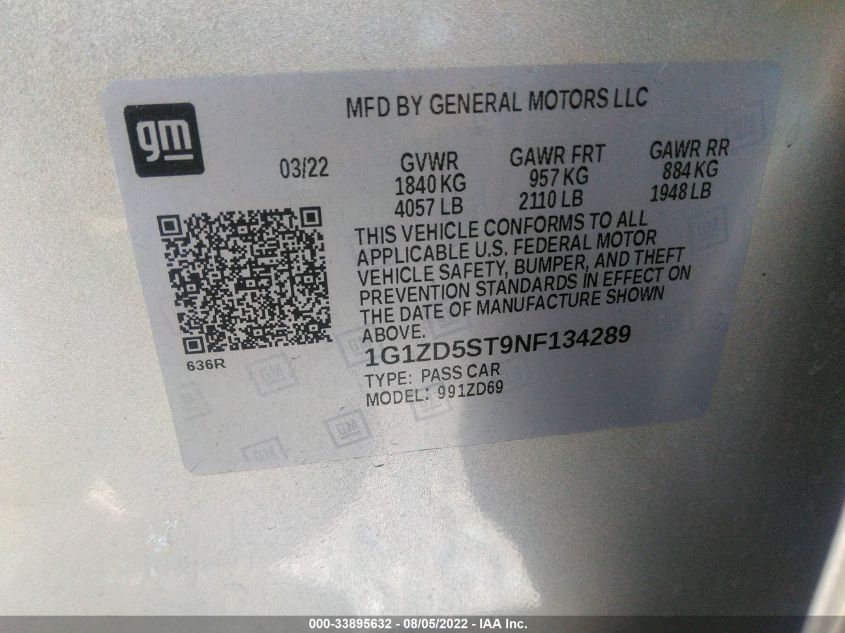 gm
MFD BY GENERAL MOTORS LLC
03/22 GVWR GAWR FRT GAWR RR
1840 KG 957 KG 884 KG
4057 LB 2110 LB 1948 LB
THIS VEHICLE CONFORMS TO ALL
APPLICABLE U.S. FEDERAL MOTOR
VEHICLE SAFETY, BUMPER, AND THEFT
PREVENTION STANDARDS IN EFFECT ON
THE DATE OF MANUFACTURE SHOWN
ABOVE.
636R
1G1ZD5ST9NF134289
TYPE: PASS CAR
MODEL: 991ZD69
GM GM GM
000-33895632 - 08/05/2022 - IAA Inc.